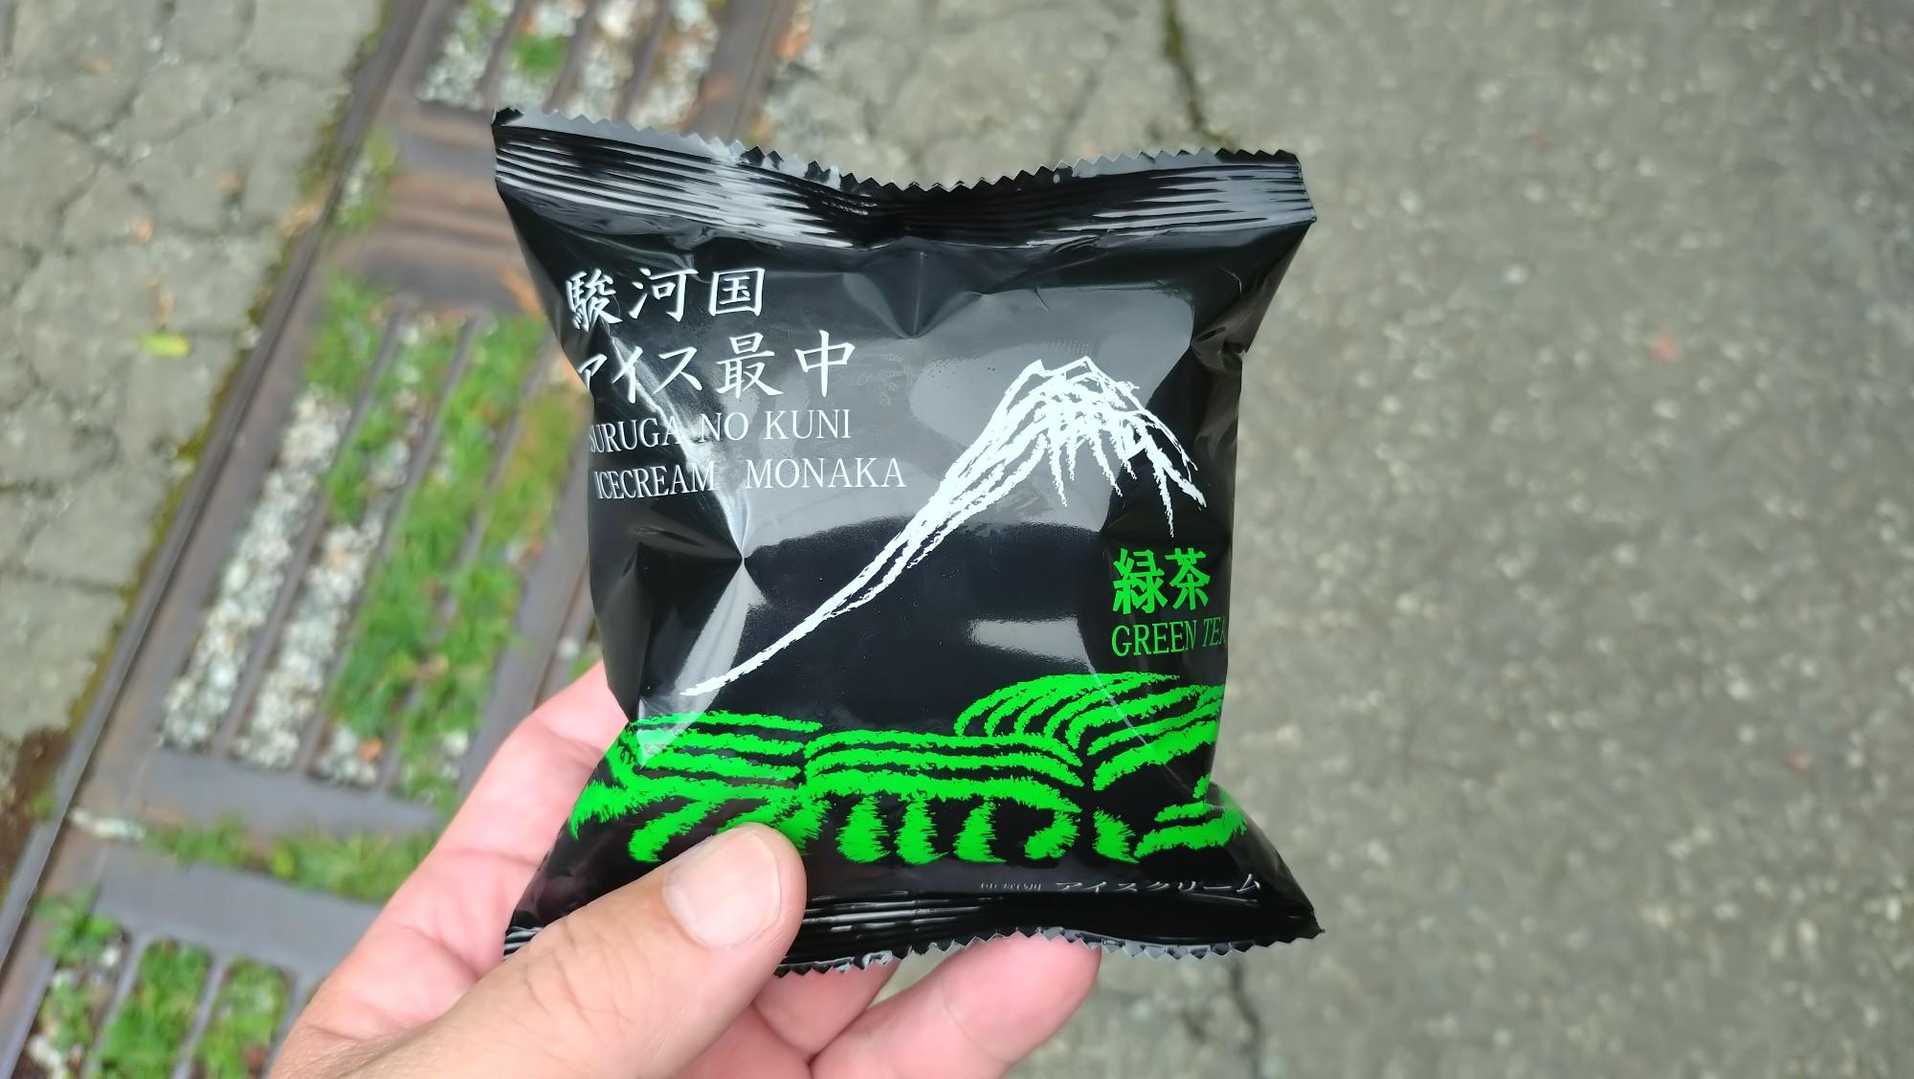 駿河国
アイス最中
SURUGA NO KUNI
ICECREAM MONAKA
緑茶
GREEN TEA
アイスクリーム